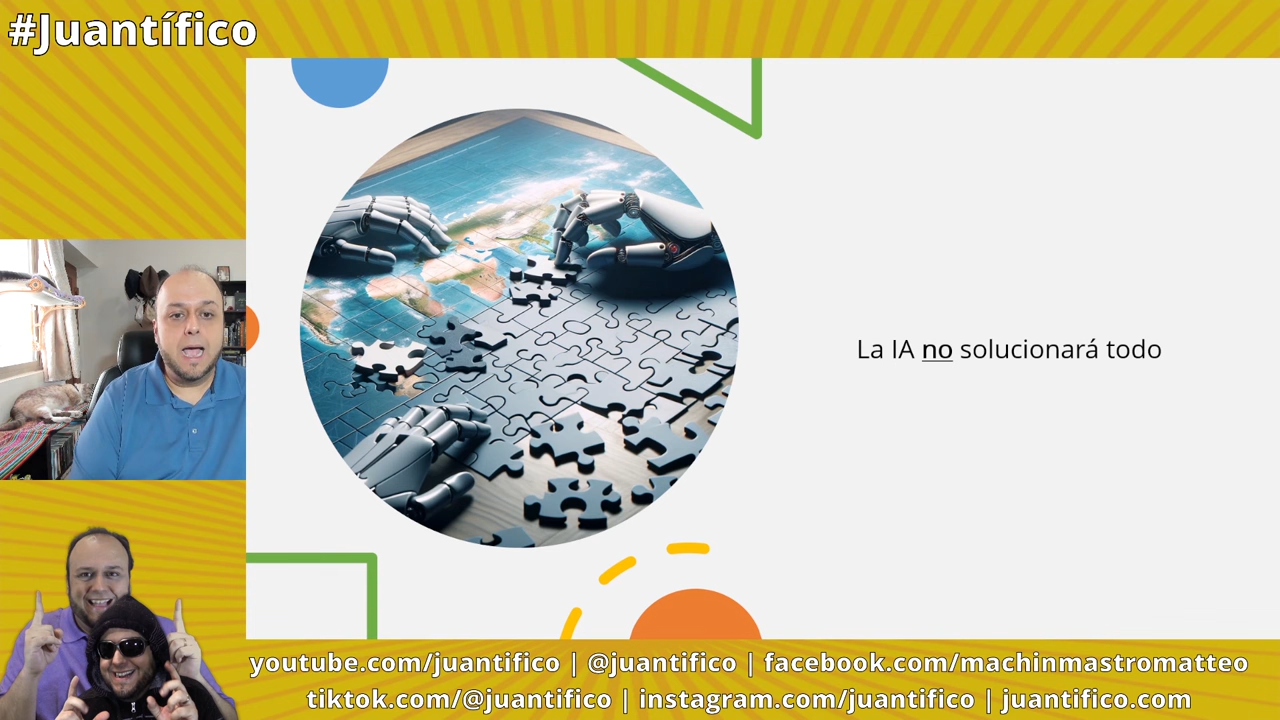 #Juantífico
La IA no solucionará todo
youtube.com/juantifico | @juantifico | facebook.com/machinmastromatteo
tiktok.com/@juantifico | instagram.com/juantifico | juantifico.com